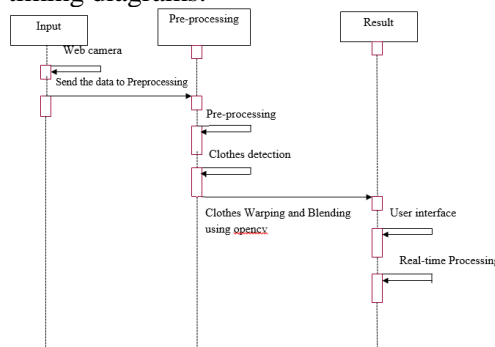 timing diagrams.
Input
Pre-processing
Result
Web camera
Send the data to Preprocessing
Pre-processing
Clothes detection
Clothes Warping and Blending
using opencv
User interface
Real-time Processing